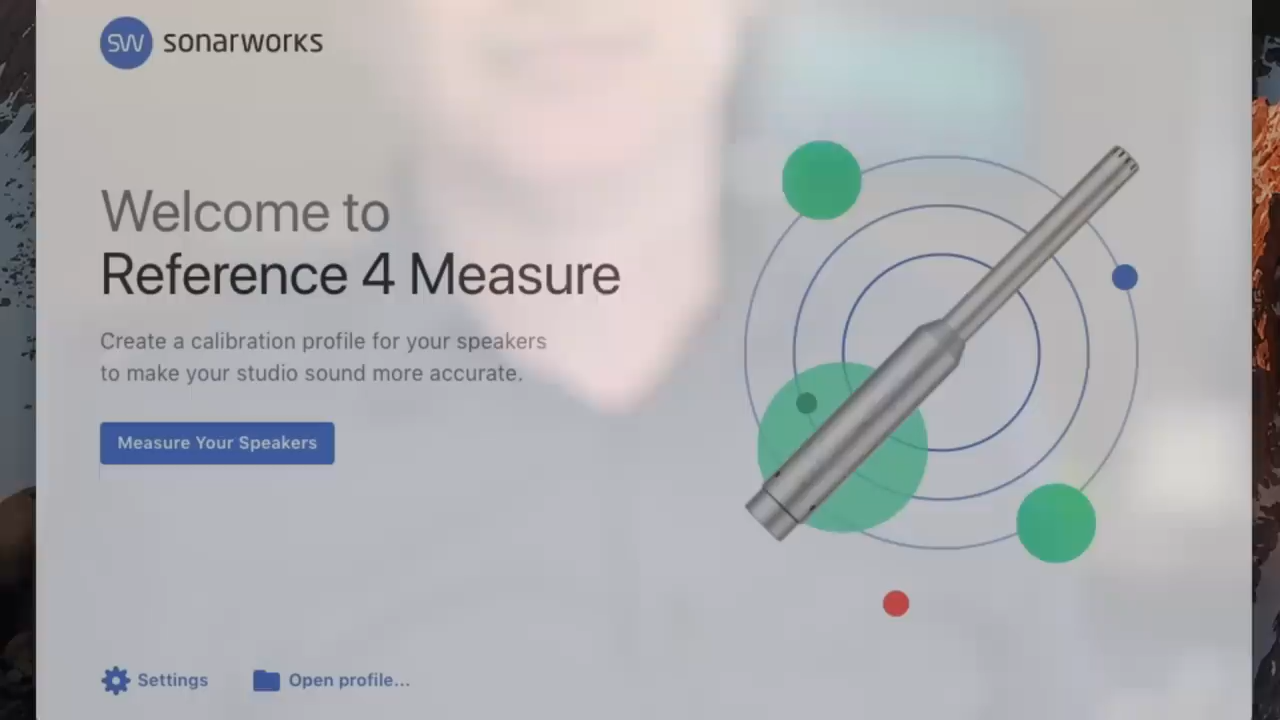 SW sonarworks
Welcome to
Reference 4 Measure
Create a calibration profile for your speakers
to make your studio sound more accurate.
Measure Your Speakers
Settings Open profile...